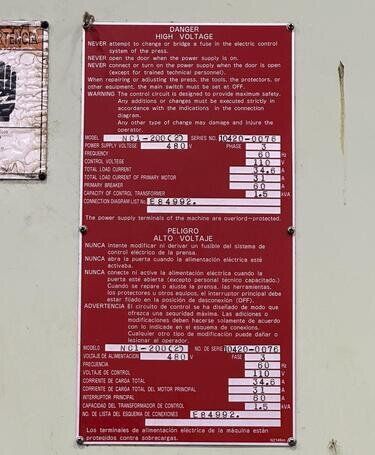 DANGER
HIGH VOLTAGE
NEVER attempt to change or bridge a fuse in the electric control
system of the press.
NEVER open the door when the power supply is on.
NEVER connect or turn on the power supply when the door is open
(except for trained technical personnel).
When repairing or adjusting the press, the tools, the protectors, or
other equipment, the main switch must be set at OFF.
WARNING The control circuit is designed to provide maximum safety.
Any additions or changes must be executed strictly in
accordance with the indications in the connection
diagram.
Any other type of change may damage and injure the
operator.
MODEL NC1-200(2) SERIES NO. 10420-0076
POWER SUPPLY VOLTEGE 480 V PHASE 3
FREQUENCY 60 Hz
CONTROL VOLTEGE 110 V
TOTAL LOAD CURRENT 34.6 A
TOTAL LOAD CURRENT OF PRIMARY MOTOR 31 A
PRIMARY BREAKER 60 A
CAPACITY OF CONTROL TRANSFORMER 1.5 kVA
CONNECTION DIAGRAM LIST No. E84992.
The power supply terminals of the machine are overlord-protected.
PELIGRO
ALTO VOLTAJE
NUNCA intente modificar ni derivar un fusible del sistema de
control eléctrico de la prensa.
NUNCA abra la puerta cuando la alimentación eléctrica esté
activada.
NUNCA conecte ni active la alimentación eléctrica cuando la
puerta esté abierta (excepto personal técnico capacitado.)
Cuando se repare o ajuste la prensa, las herramientas,
los protectores u otros equipos, el interruptor principal debe
estar fijado en la posición de desconexión (OFF).
ADVERTENCIA El circuito de control se ha diseñado de modo que
ofrezca una seguridad máxima. Las adiciones o
modificaciones deben hacerse solamente de acuerdo
con lo indicado en el esquema de conexiones.
Cualquier otro tipo de modificación puede dañar o
lesionar al operador.
MODELO NC1-200(2) NO. DE SERIE 10420-0076
VOLTAJE DE ALIMENTACION 480 V FASE 3
FRECUENCIA 60 Hz
VOLTAJE DE CONTROL 110 V
CORRIENTE DE CARGA TOTAL 34.6 A
CORRIENTE DE CARGA TOTAL DEL MOTOR PRINCIPAL 31 A
INTERRUPTOR PRINCIPAL 60 A
CAPACIDAD DEL TRANSFORMADOR DE CONTROL 1.5 kVA
NO. DE LISTA DEL ESQUEMA DE CONEXIONES E84992.
Los terminales de alimentación eléctrica de la máquina están
protegidos contra sobrecargas.